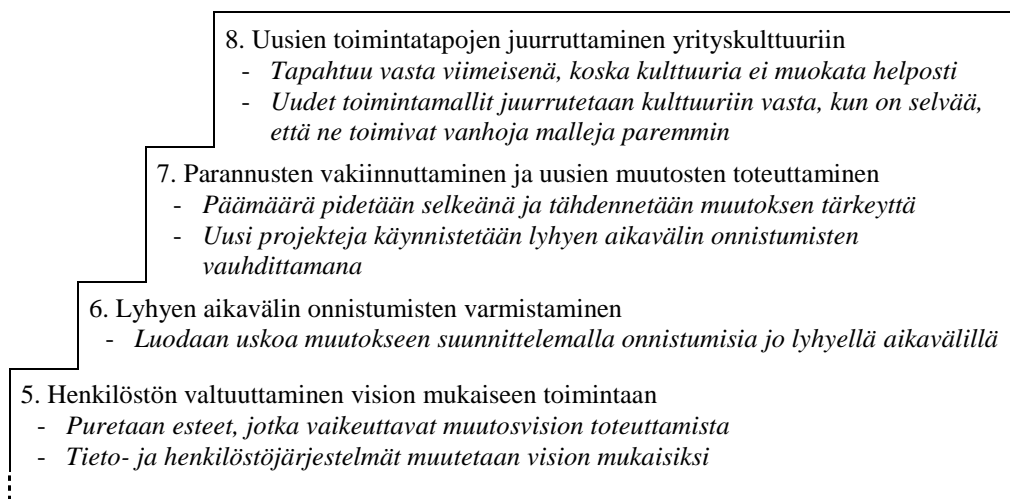 8. Uusien toimintatapojen juurruttaminen yrityskulttuuriin
- Tapahtuu vasta viimeisenä, koska kulttuuria ei muokata helposti
- Uudet toimintamallit juurrutetaan kulttuuriin vasta, kun on selvää,
että ne toimivat vanhoja malleja paremmin
7. Parannusten vakiinnuttaminen ja uusien muutosten toteuttaminen
- Päämäärä pidetään selkeänä ja tähdennetään muutoksen tärkeyttä
- Uusi projekteja käynnistetään lyhyen aikavälin onnistumisten
vauhdittamana
6. Lyhyen aikavälin onnistumisten varmistaminen
- Luodaan uskoa muutokseen suunnittelemalla onnistumisia jo lyhyellä aikavälillä
5. Henkilöstön valtuuttaminen vision mukaiseen toimintaan
- Puretaan esteet, jotka vaikeuttavat muutosvision toteuttamista
- Tieto- ja henkilöstöjärjestelmät muutetaan vision mukaisiksi